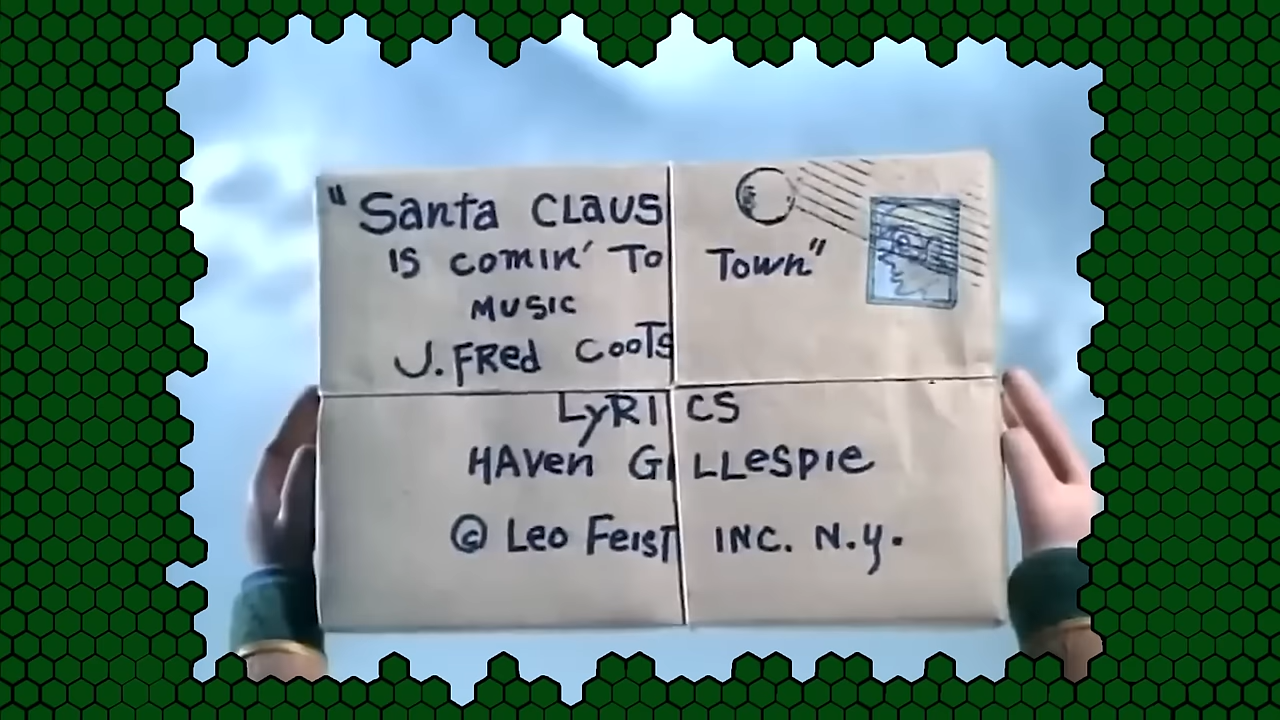 "Santa CLAUS
IS comin' To Town"
MUSIC
J. FRed CooTs
LyRICS
HAVen GILLespie
© Leo Feist INC. N.y.